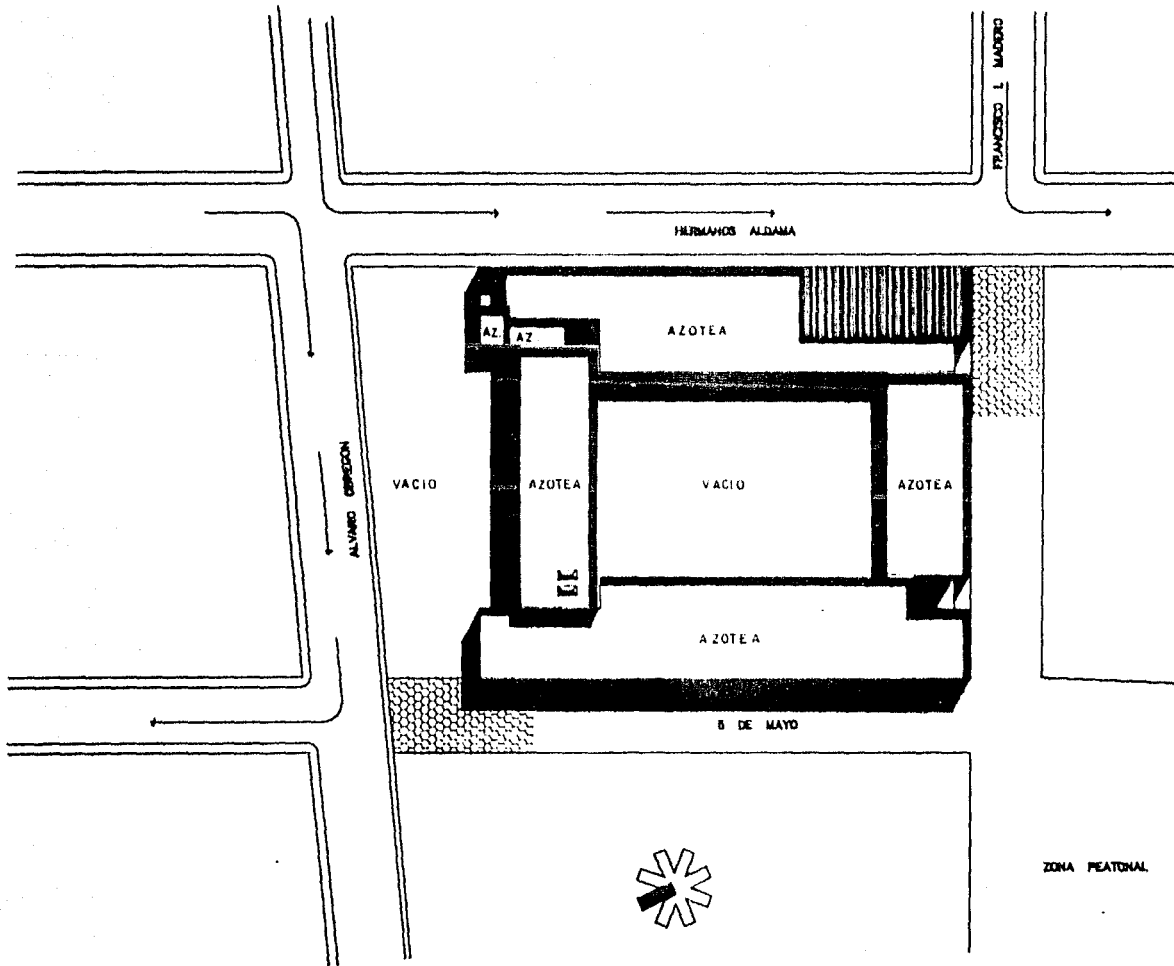 FRANCISCO I. MADERO
HERMANOS ALDAMA
AZOTEA
AZ.
AZ
ALVARO OBREGON
VACIO
AZOTEA
VACIO
AZOTEA
AZOTEA
5 DE MAYO
ZONA PEATONAL